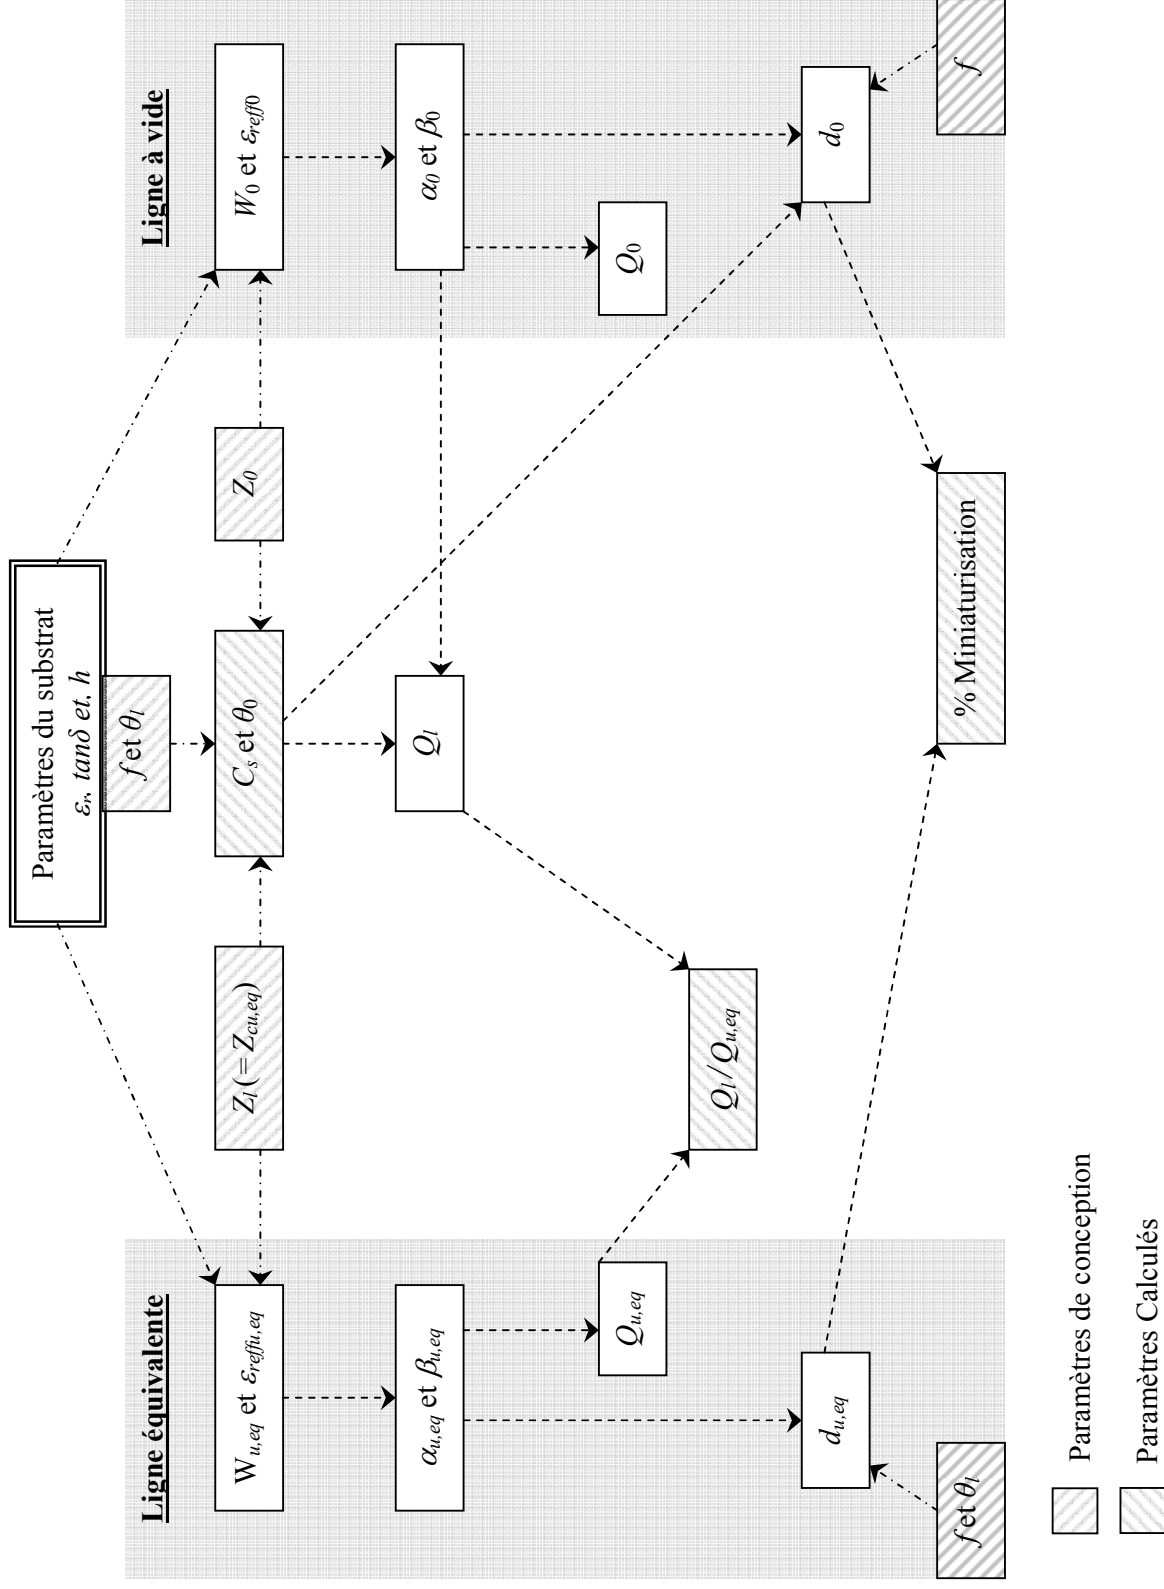 Paramètres du substrat
εr, tanδ et, h
Ligne équivalente
Ligne à vide
f et θl
Wu,eq et εreffu,eq
Zl (= Zcu,eq)
Cs et θ0
Z0
W0 et εreff0
αu,eq et βu,eq
Ql
α0 et β0
Qu,eq
Q0
Ql / Qu,eq
du,eq
d0
f et θl
% Miniaturisation
f
Paramètres de conception
Paramètres Calculés